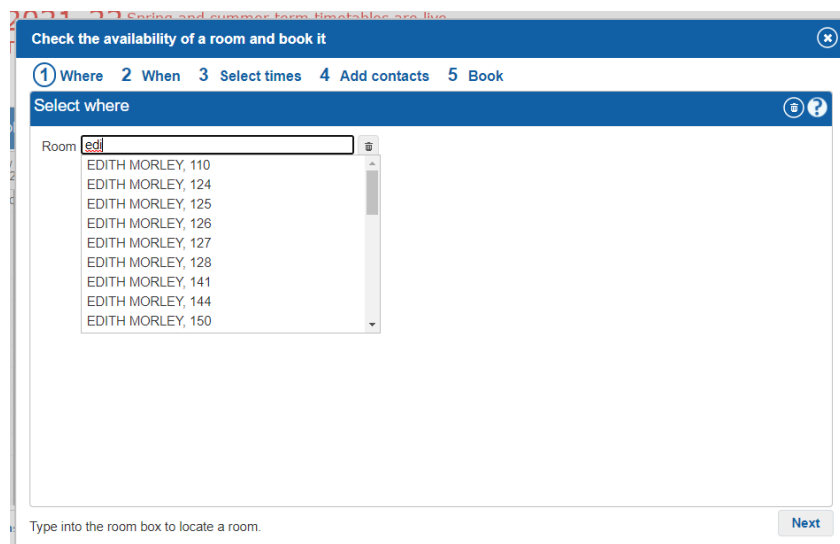 2021-22 Spring and summer term timetables are live
Check the availability of a room and book it
1 Where 2 When 3 Select times 4 Add contacts 5 Book
Select where
?
Room edi
EDITH MORLEY, 110
EDITH MORLEY, 124
EDITH MORLEY, 125
EDITH MORLEY, 126
EDITH MORLEY, 127
EDITH MORLEY, 128
EDITH MORLEY, 141
EDITH MORLEY, 144
EDITH MORLEY, 150
Type into the room box to locate a room.
Next